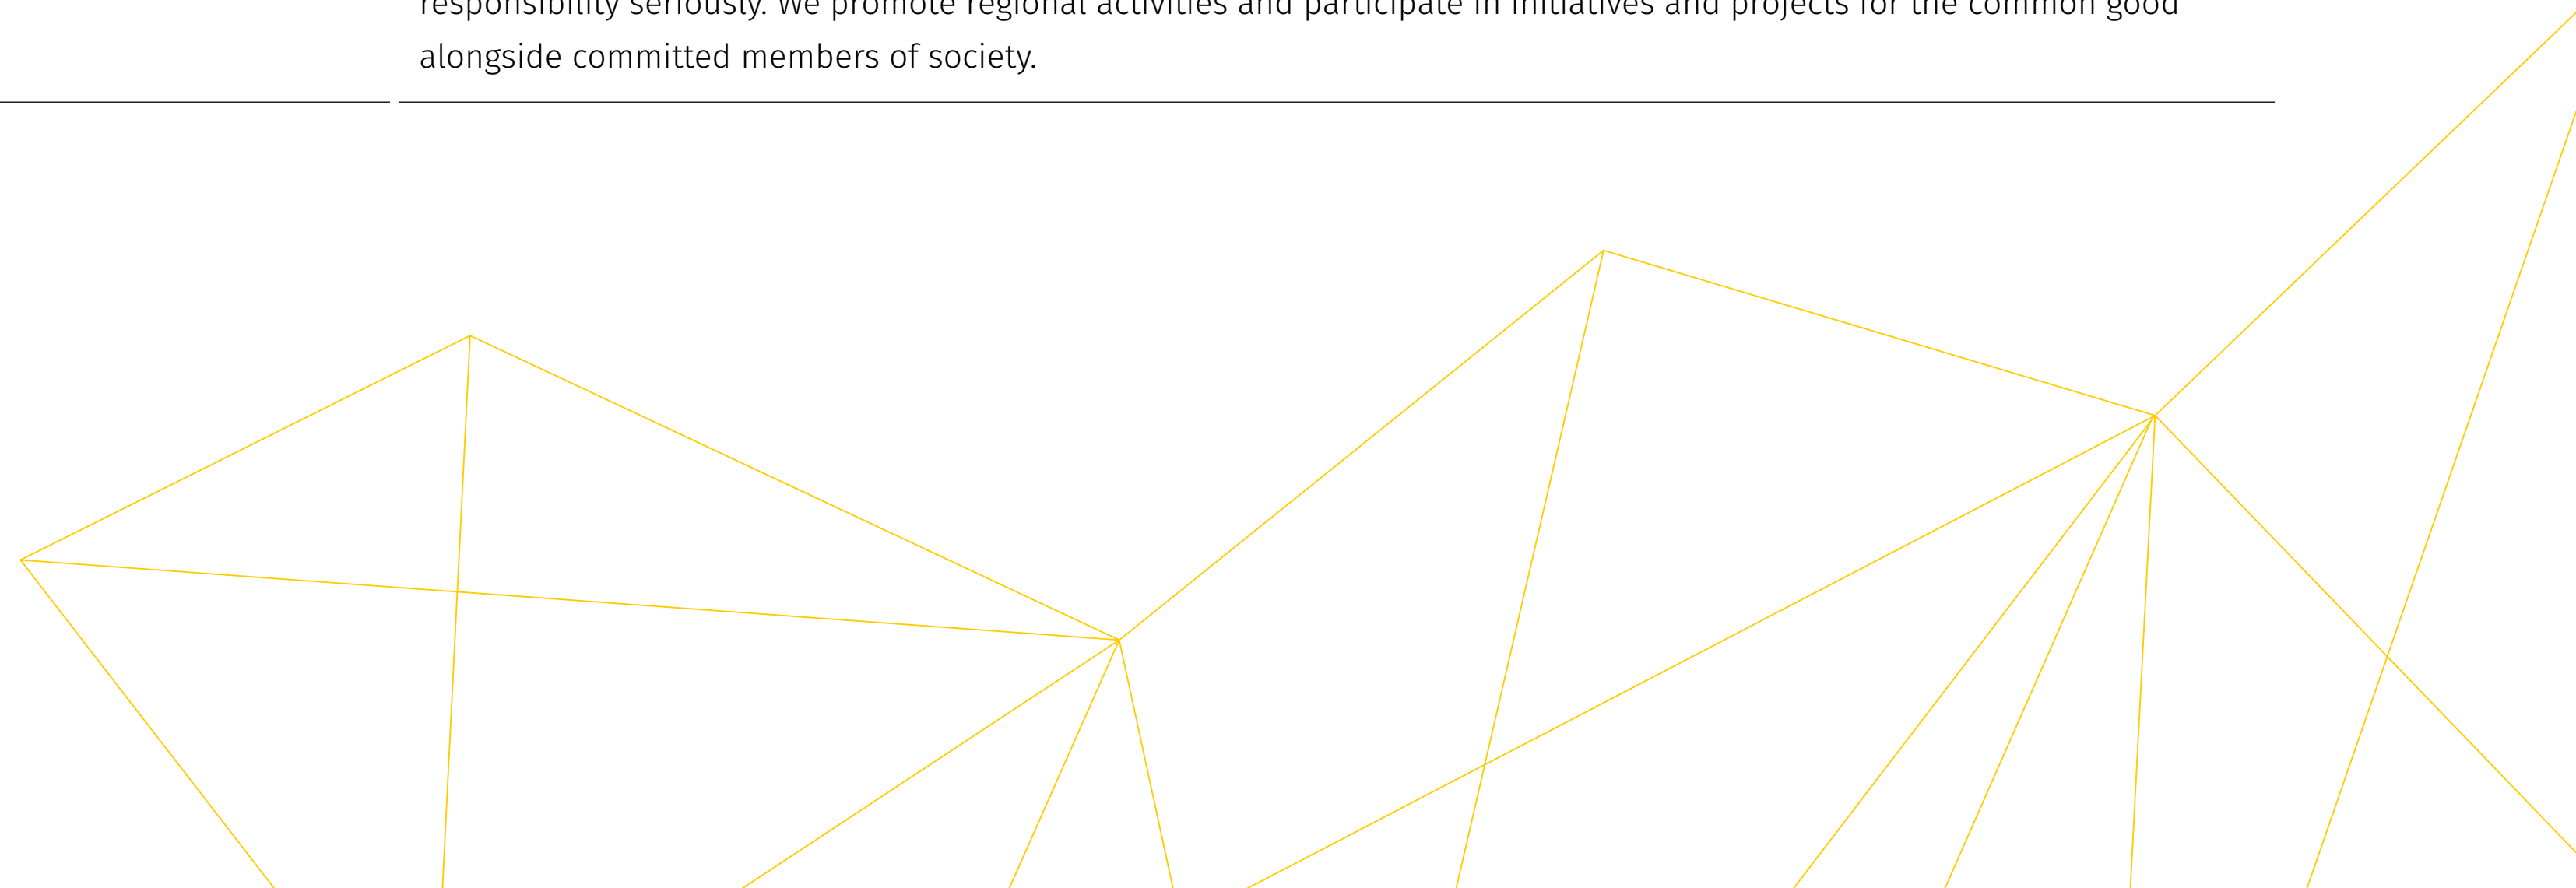 responsibility seriously. We promote regional activities and participate in initiatives and projects for the common good
alongside committed members of society.